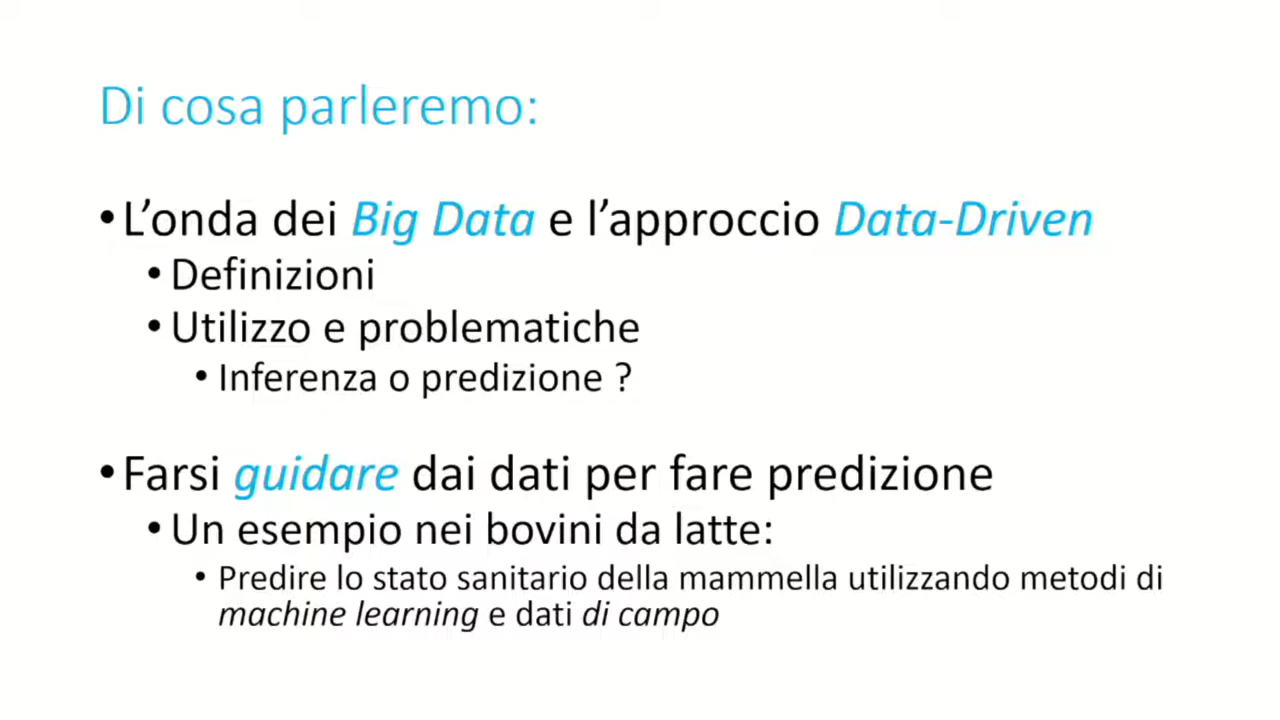 Di cosa parleremo:
•L’onda dei Big Data e l’approccio Data-Driven
•Definizioni
•Utilizzo e problematiche
•Inferenza o predizione ?
•Farsi guidare dai dati per fare predizione
•Un esempio nei bovini da latte:
•Predire lo stato sanitario della mammella utilizzando metodi di
machine learning e dati di campo